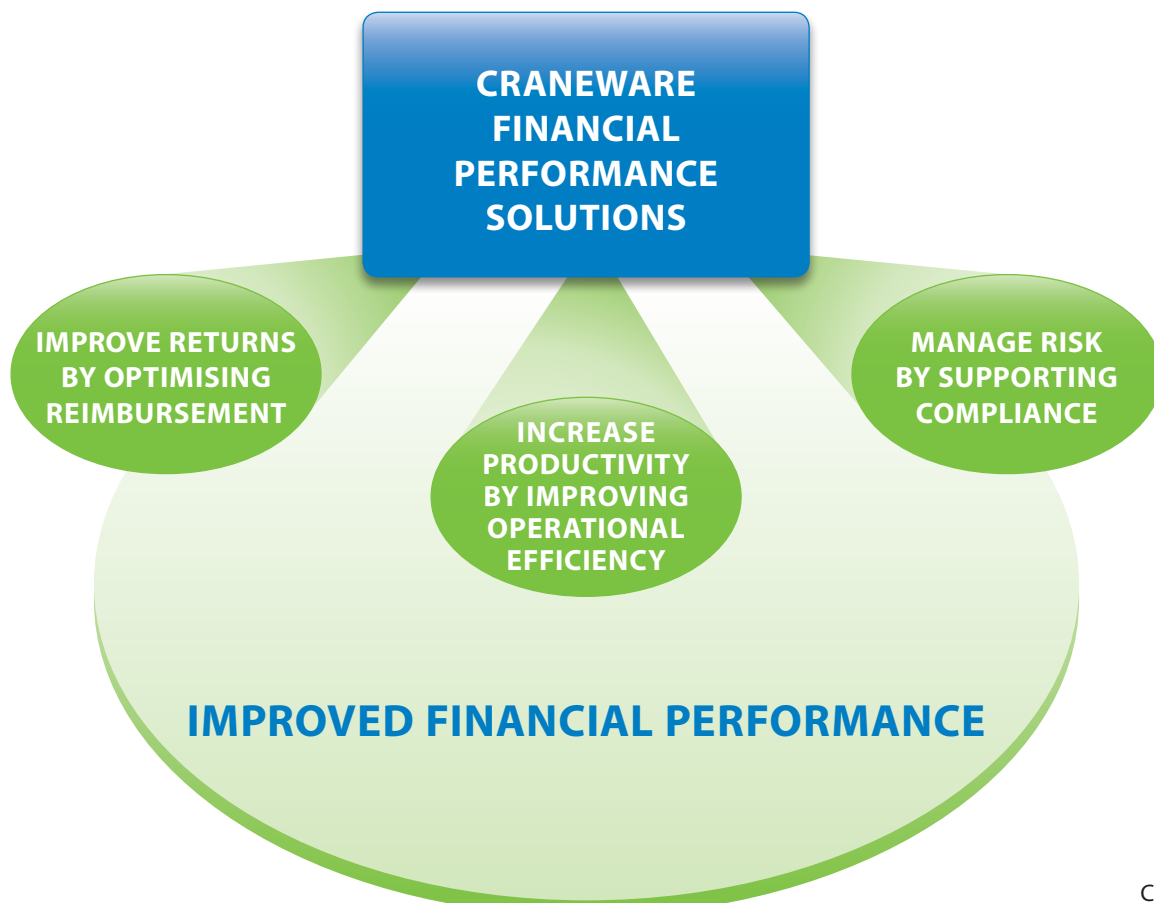 CRANEWARE
FINANCIAL
PERFORMANCE
SOLUTIONS
IMPROVE RETURNS
BY OPTIMISING
REIMBURSEMENT
INCREASE
PRODUCTIVITY
BY IMPROVING
OPERATIONAL
EFFICIENCY
MANAGE RISK
BY SUPPORTING
COMPLIANCE
IMPROVED FINANCIAL PERFORMANCE
C